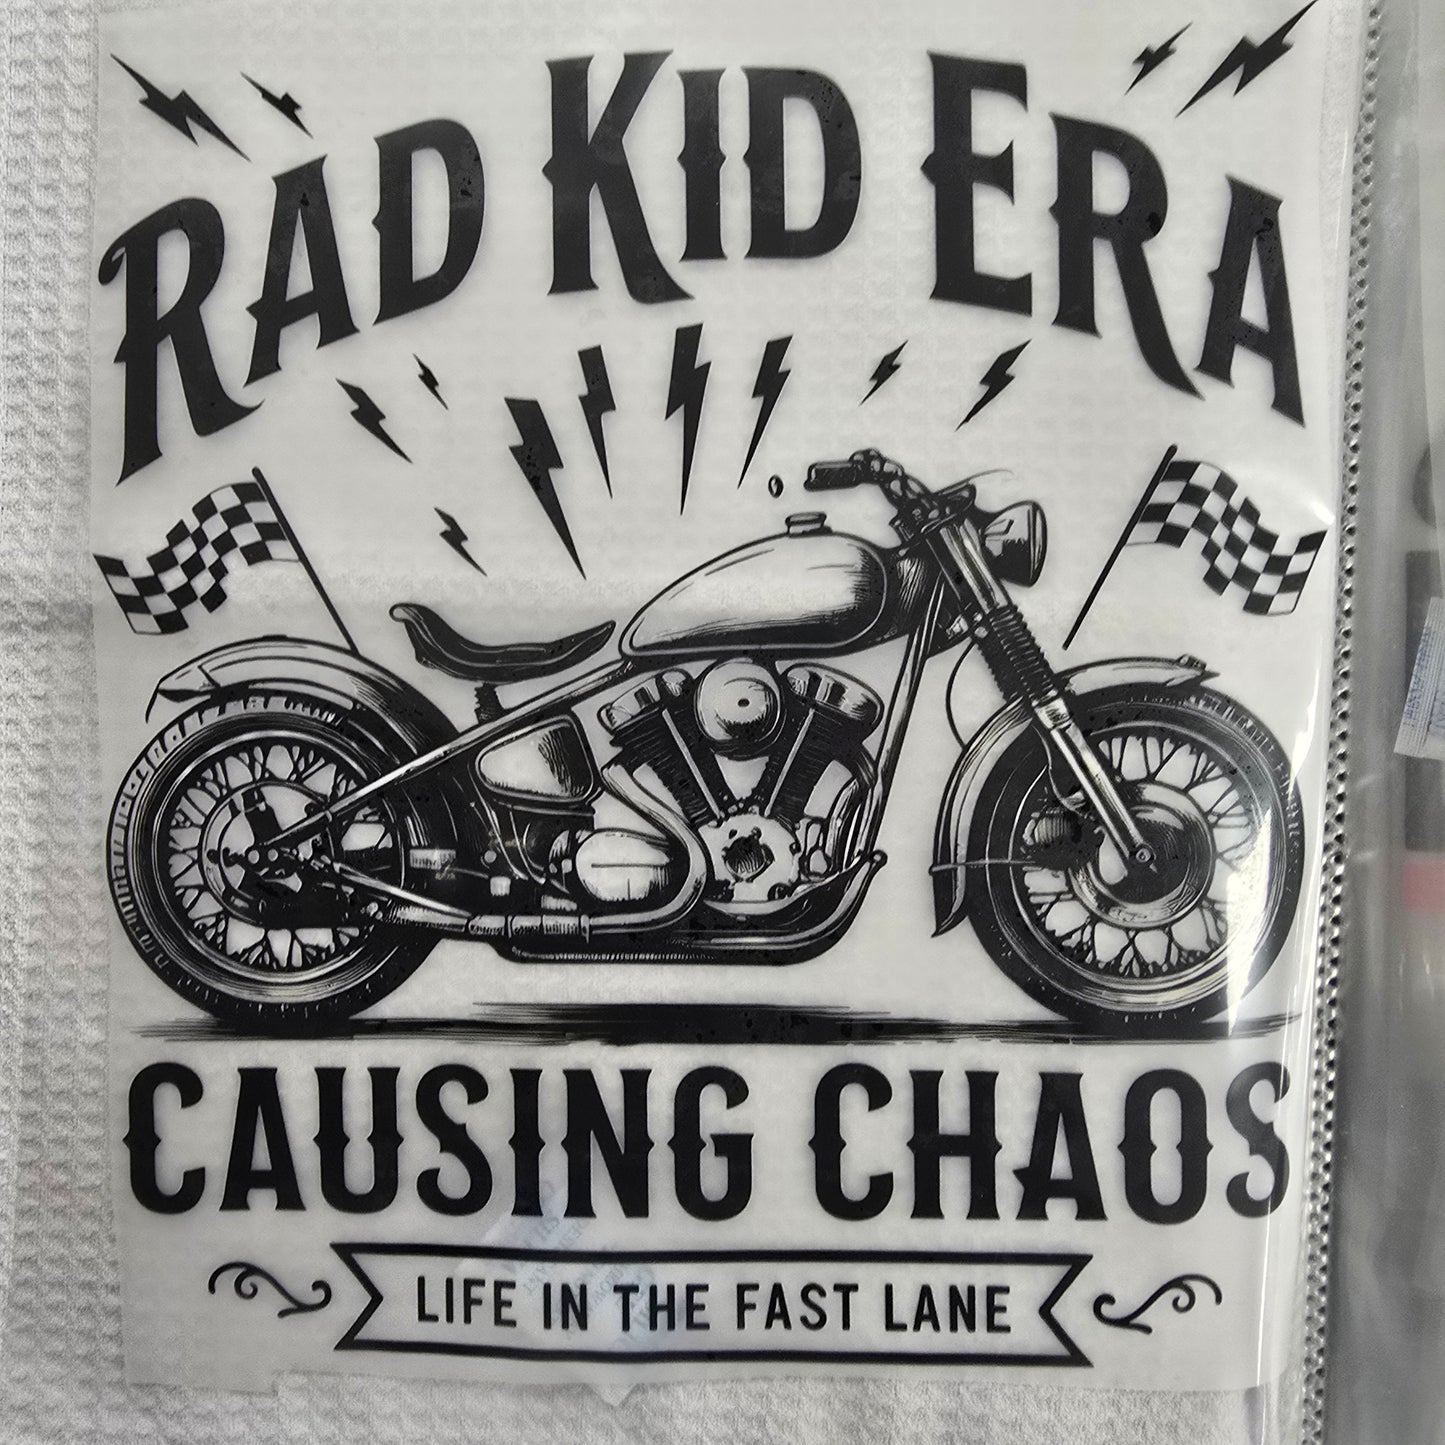 RAD KID ERA
CAUSING CHAOS
LIFE IN THE FAST LANE